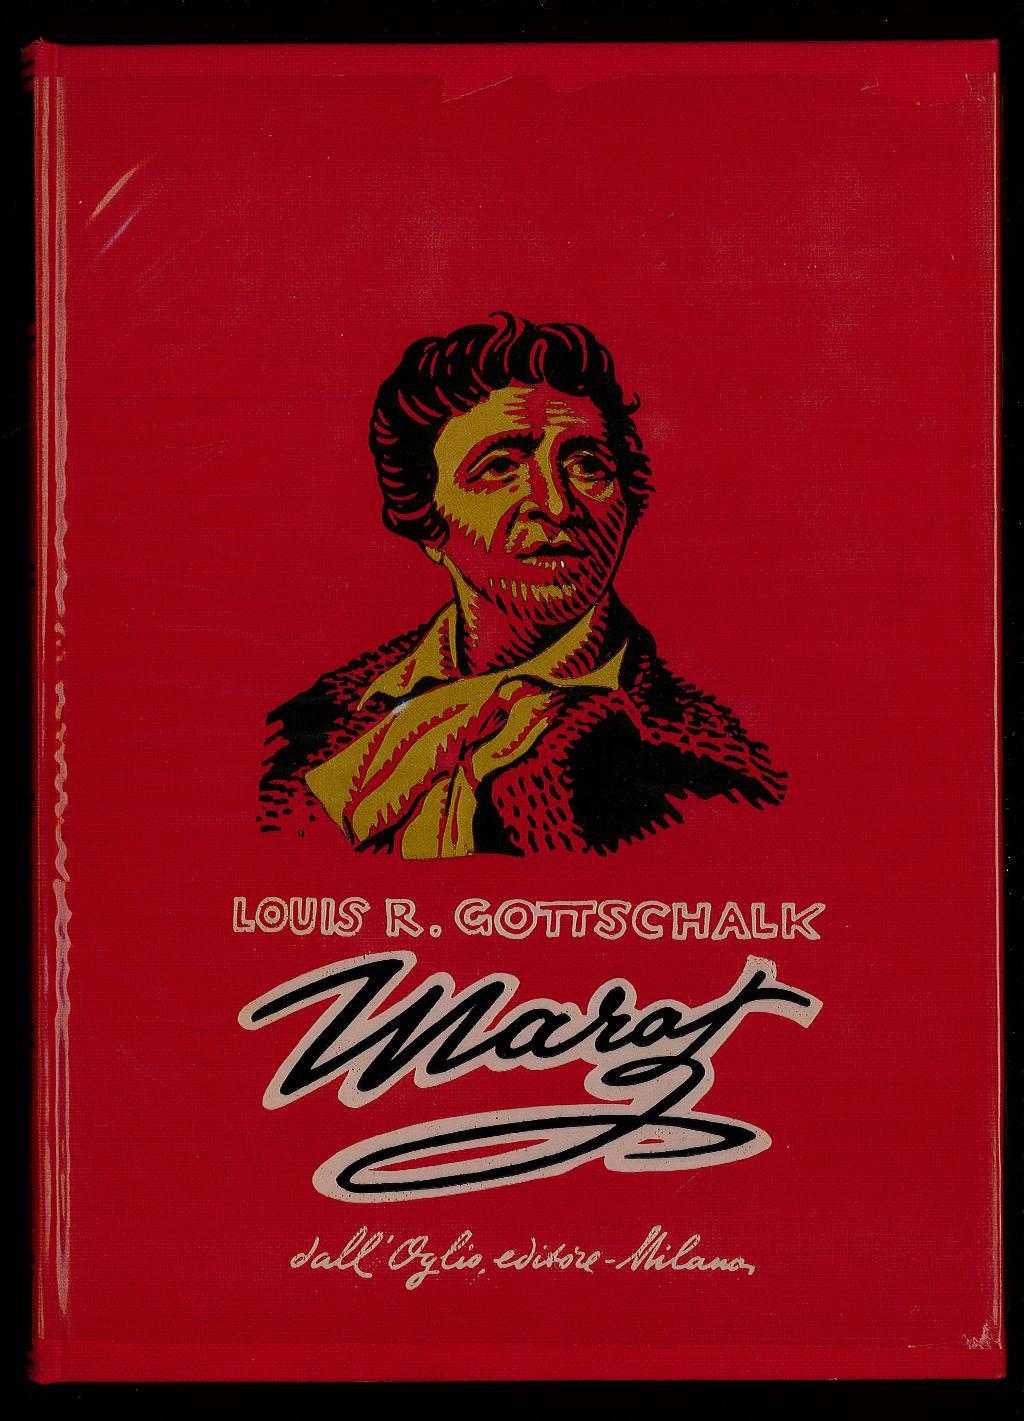 LOUIS R. GOTTSCHALK
Marat
dall'Oglio, editore - Milano